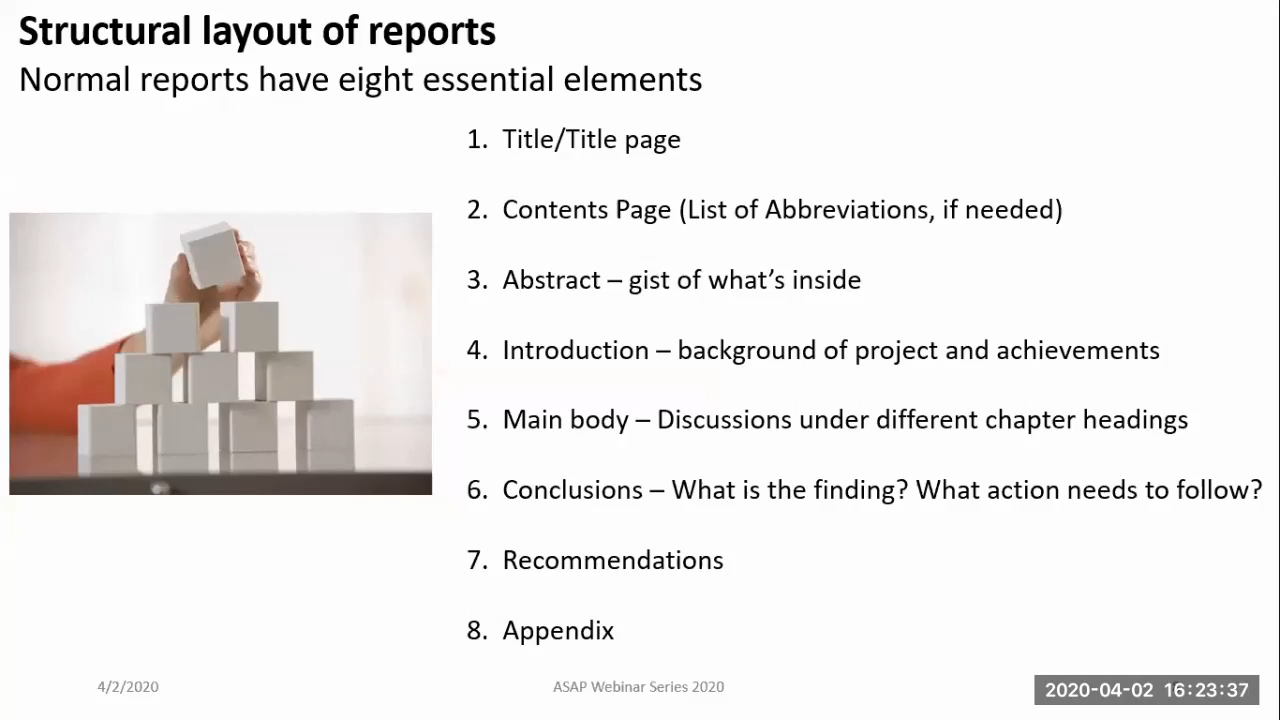 Structural layout of reports
Normal reports have eight essential elements
1. Title/Title page
2. Contents Page (List of Abbreviations, if needed)
3. Abstract – gist of what’s inside
4. Introduction – background of project and achievements
5. Main body – Discussions under different chapter headings
6. Conclusions – What is the finding? What action needs to follow?
7. Recommendations
8. Appendix
4/2/2020
ASAP Webinar Series 2020
2020-04-02 16:23:37